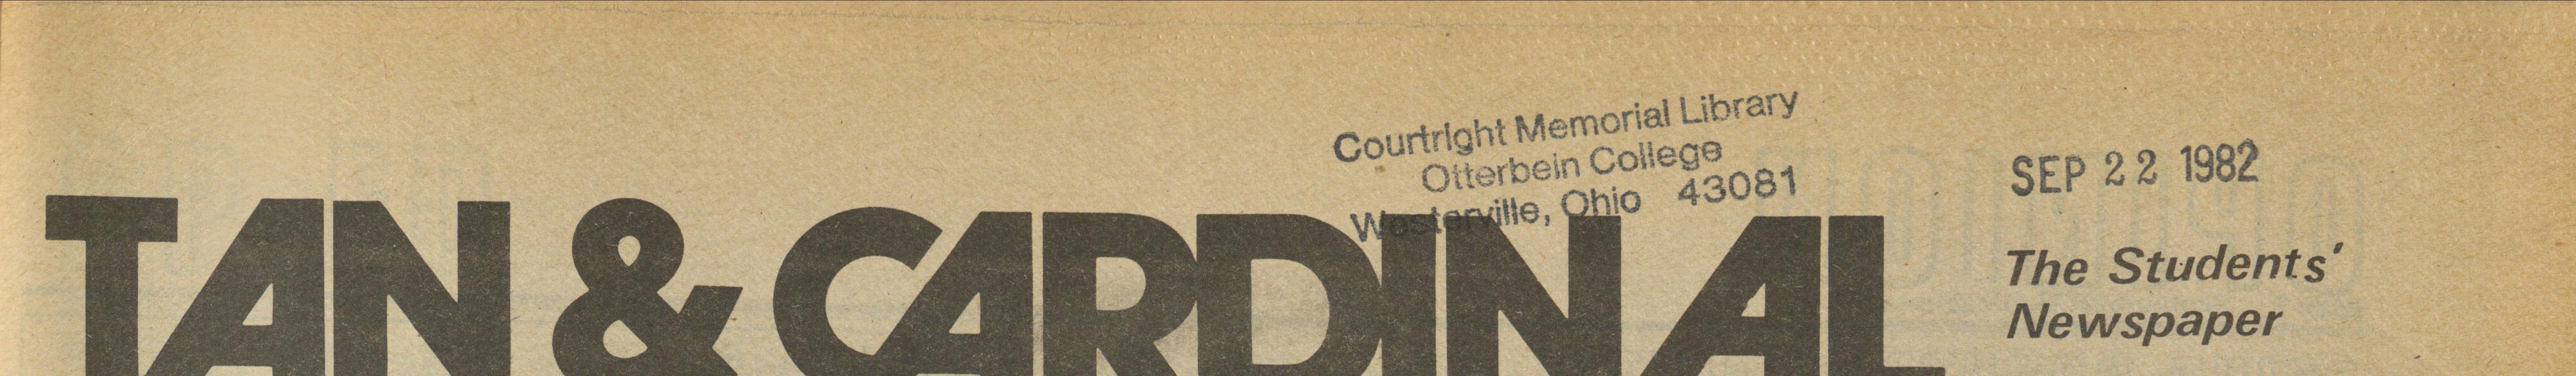 Courtright Memorial Library
Otterbein College
Westerville, Ohio 43081
SEP 22 1982
TAN & CARDINAL
The Students'
Newspaper